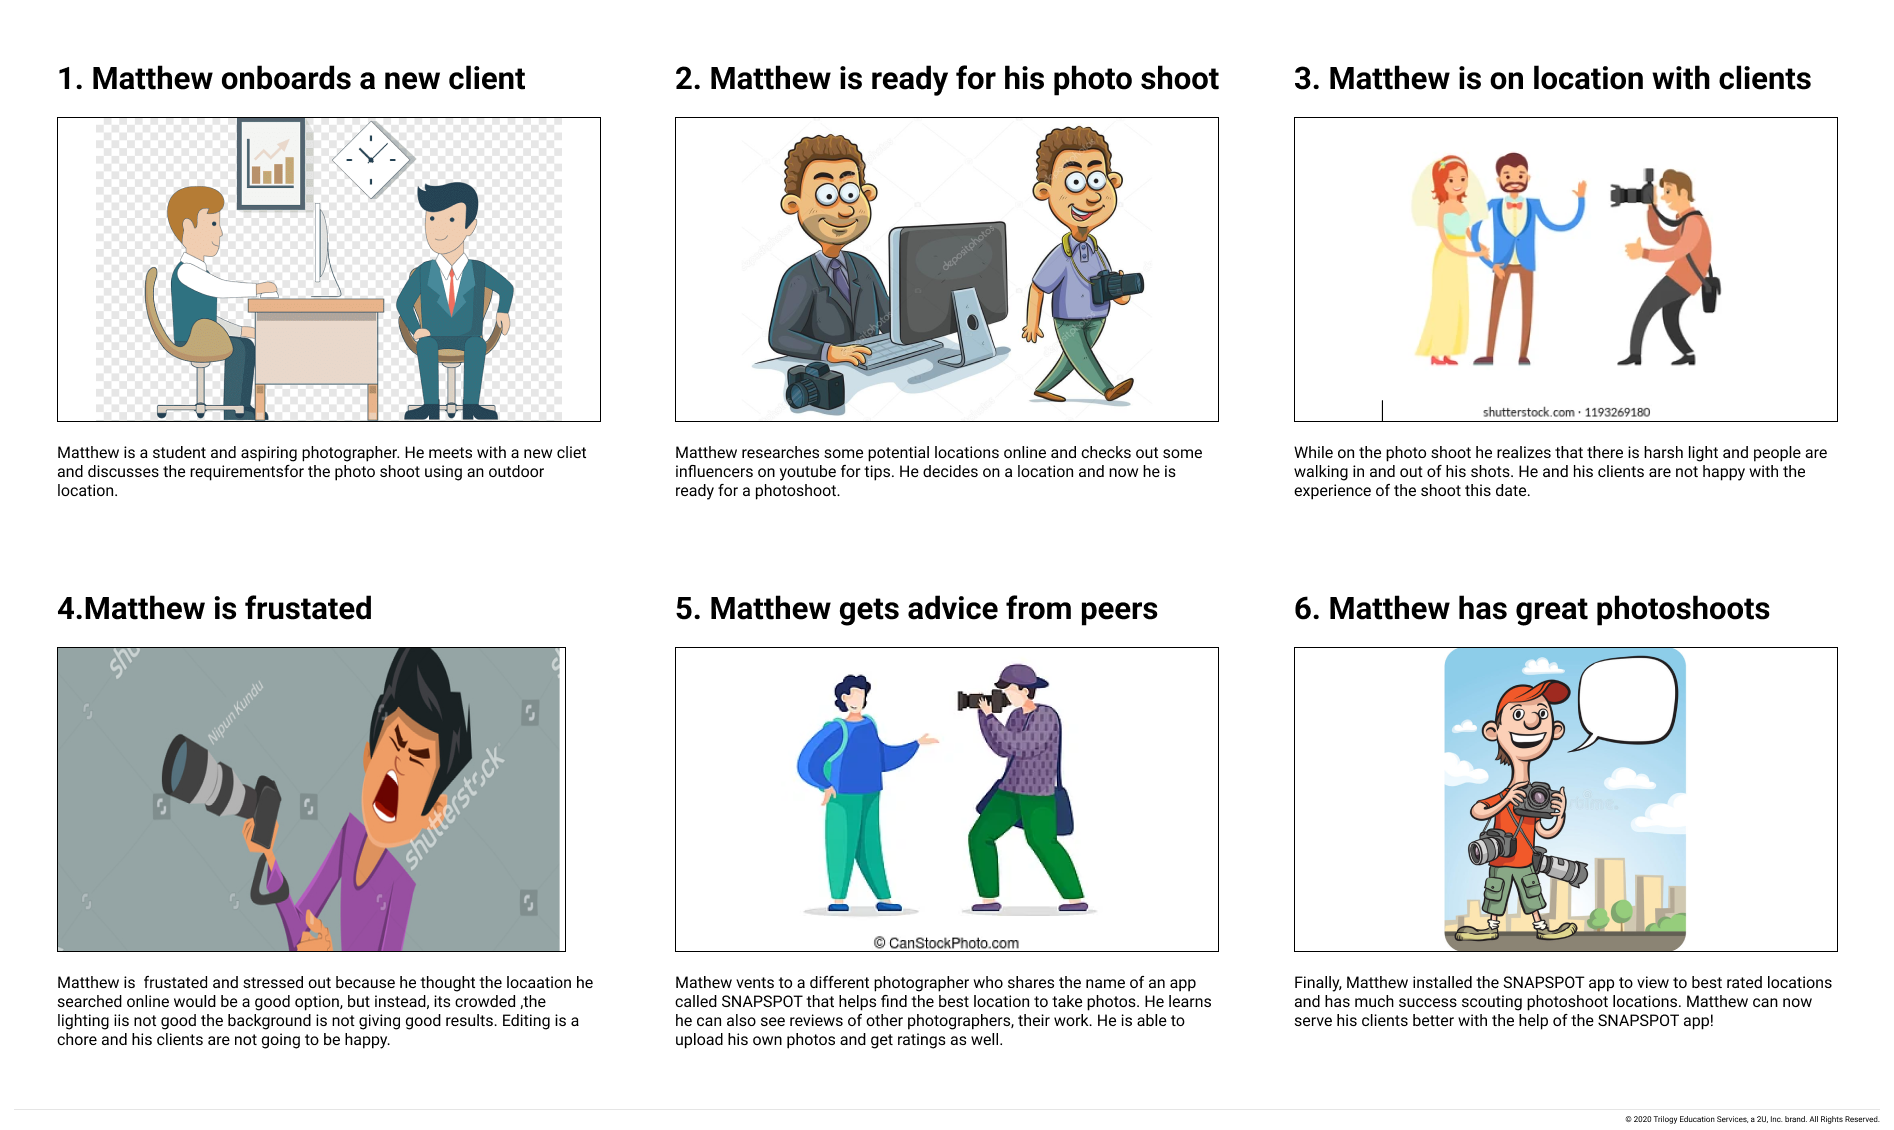 1. Matthew onboards a new client
Matthew is a student and aspiring photographer. He meets with a new cliet
and discusses the requirementsfor the photo shoot using an outdoor
location.
2. Matthew is ready for his photo shoot
depositphotos
Matthew researches some potential locations online and checks out some
influencers on youtube for tips. He decides on a location and now he is
ready for a photoshoot.
3. Matthew is on location with clients
shutterstock.com · 1193269180
While on the photo shoot he realizes that there is harsh light and people are
walking in and out of his shots. He and his clients are not happy with the
experience of the shoot this date.
4.Matthew is frustated
shu
Nipun Kundu
shutterstock
Matthew is  frustated and stressed out because he thought the locaation he
searched online would be a good option, but instead, its crowded ,the
lighting iis not good the background is not giving good results. Editing is a
chore and his clients are not going to be happy.
5. Matthew gets advice from peers
© CanStockPhoto.com
Mathew vents to a different photographer who shares the name of an app
called SNAPSPOT that helps find the best location to take photos. He learns
he can also see reviews of other photographers, their work. He is able to
upload his own photos and get ratings as well.
6. Matthew has great photoshoots
Finally, Matthew installed the SNAPSPOT app to view to best rated locations
and has much success scouting photoshoot locations. Matthew can now
serve his clients better with the help of the SNAPSPOT app!
© 2020 Trilogy Education Services, a 2U, Inc. brand. All Rights Reserved.